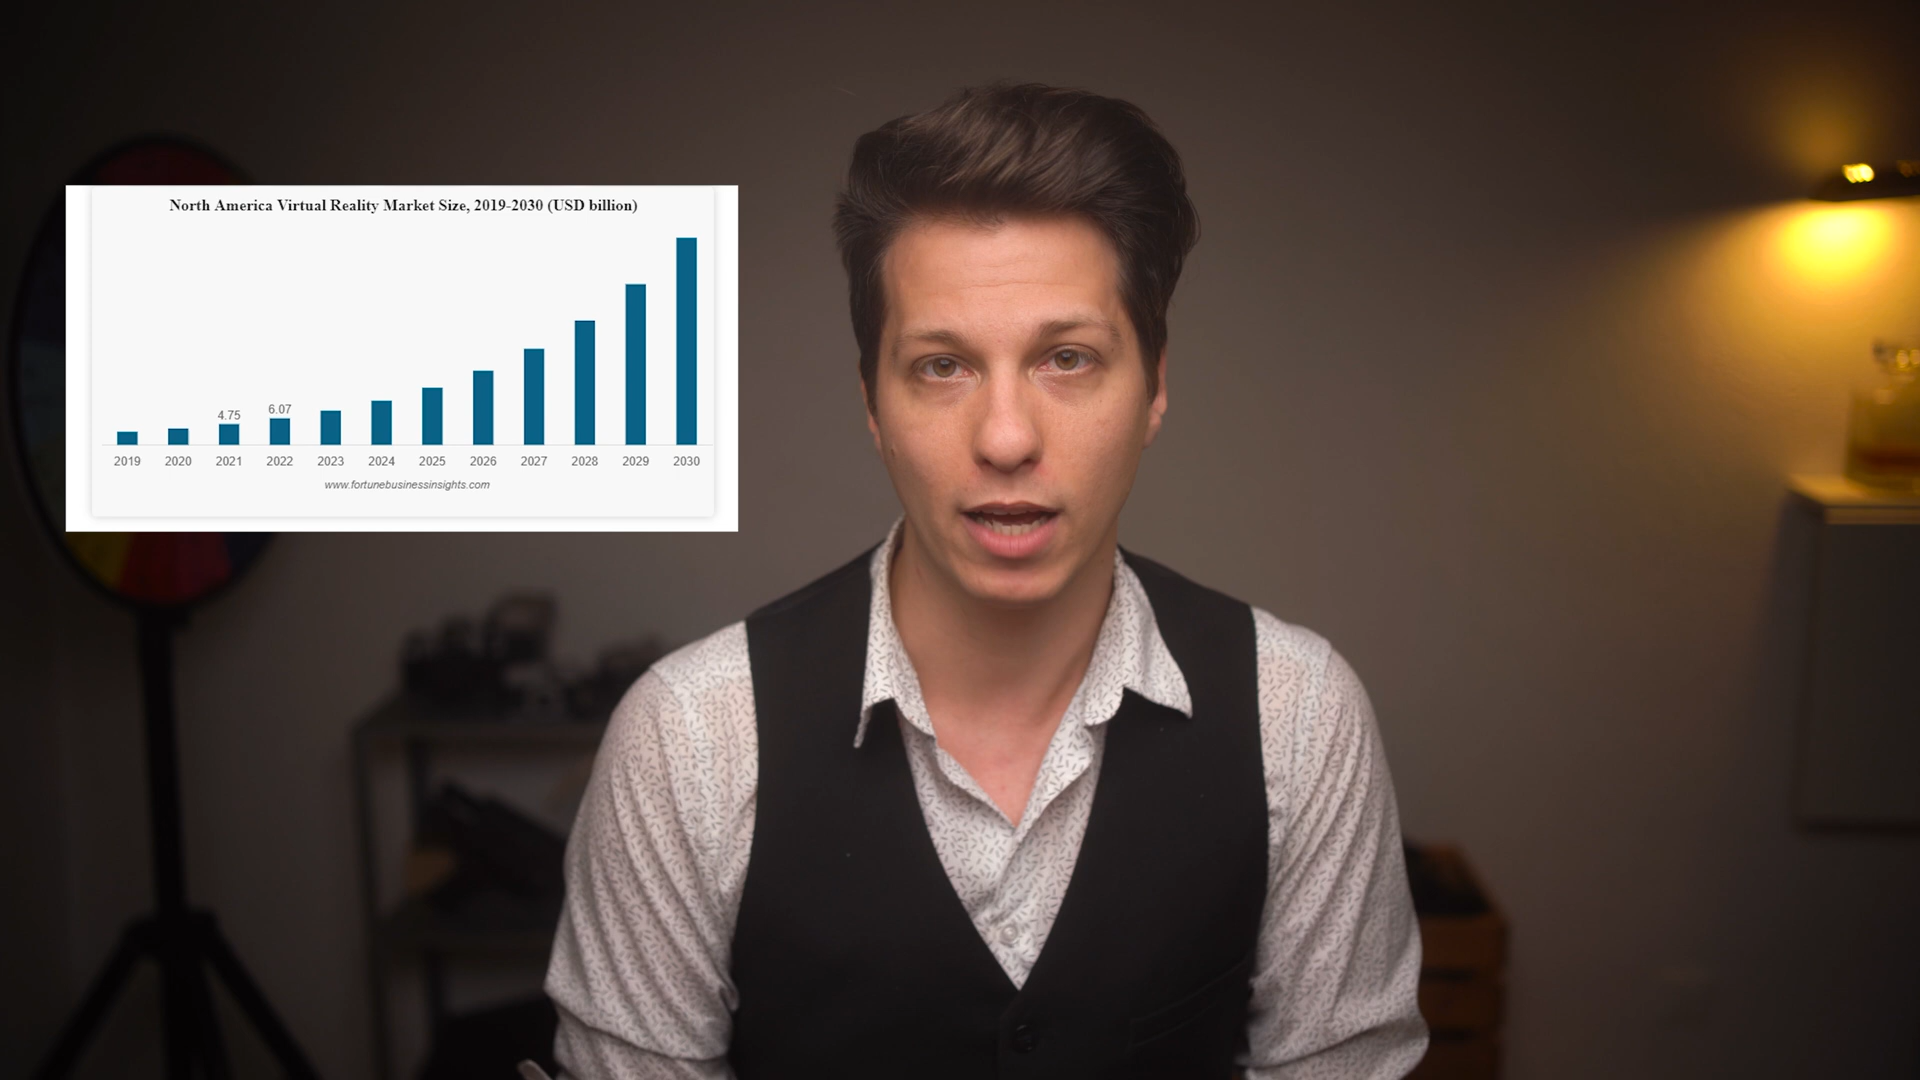 North America Virtual Reality Market Size, 2019-2030 (USD billion)
4.75 6.07
2019 2020 2021 2022 2023 2024 2025 2026 2027 2028 2029 2030
www.fortunebusinessinsights.com